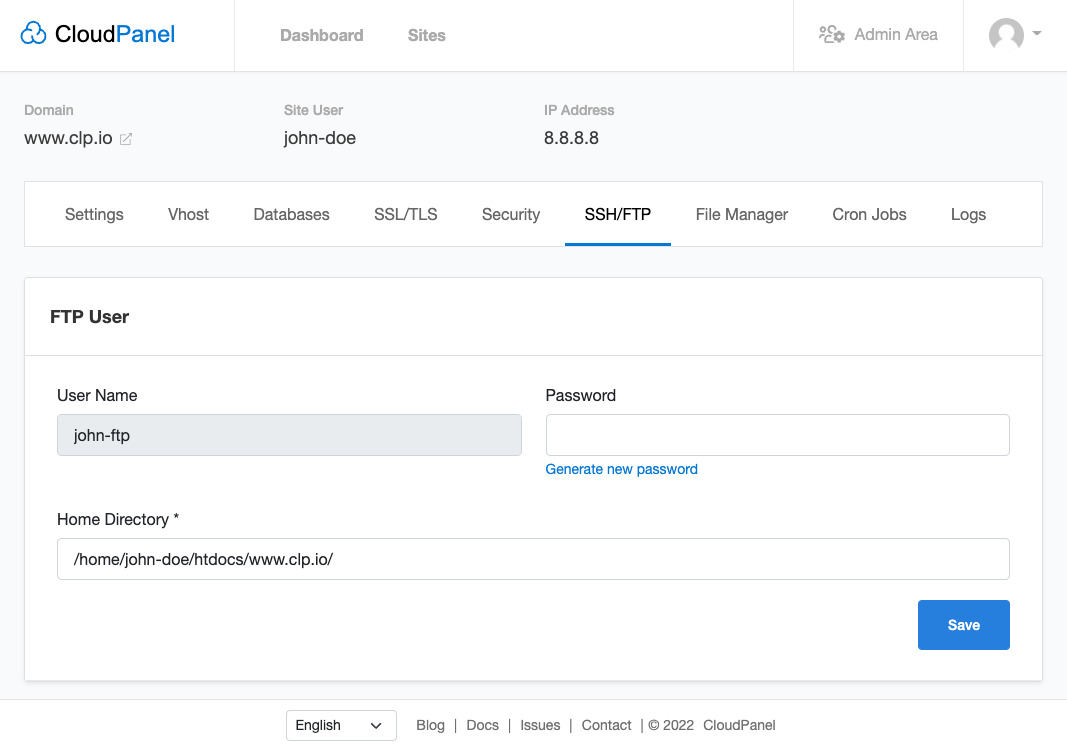 CloudPanel Dashboard Sites Admin Area
Domain Site User IP Address
www.clp.io john-doe 8.8.8.8
Settings Vhost Databases SSL/TLS Security SSH/FTP File Manager Cron Jobs Logs
FTP User
User Name Password
john-ftp
Generate new password
Home Directory *
/home/john-doe/htdocs/www.clp.io/
Save
English Blog | Docs | Issues | Contact | © 2022 CloudPanel